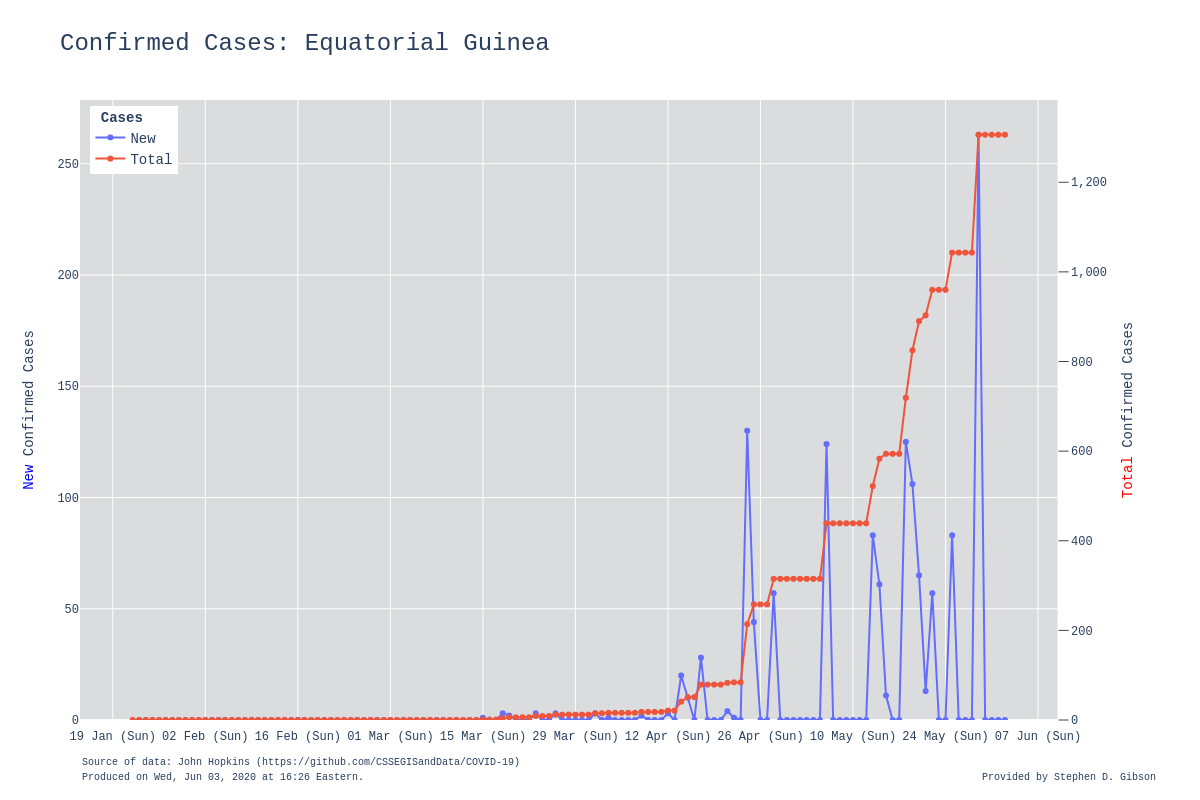 Confirmed Cases: Equatorial Guinea
Cases
New
Total
250
200
150
100
50
0
New Confirmed Cases
1,200
1,000
800
600
400
200
0
Total Confirmed Cases
19 Jan (Sun) 02 Feb (Sun) 16 Feb (Sun) 01 Mar (Sun) 15 Mar (Sun) 29 Mar (Sun) 12 Apr (Sun) 26 Apr (Sun) 10 May (Sun) 24 May (Sun) 07 Jun (Sun)
Source of data: John Hopkins (https://github.com/CSSEGISandData/COVID-19)
Produced on Wed, Jun 03, 2020 at 16:26 Eastern.
Provided by Stephen D. Gibson